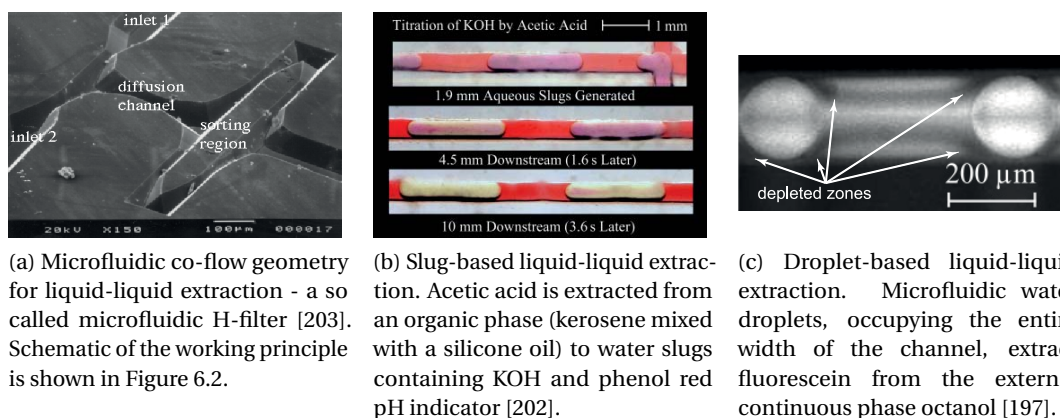 inlet 1
diffusion
channel
sorting
region
inlet 2
20kU X150 100µm 000017
Titration of KOH by Acetic Acid 1 mm
1.9 mm Aqueous Slugs Generated
4.5 mm Downstream (1.6 s Later)
10 mm Downstream (3.6 s Later)
depleted zones
200 µm
(a) Microfluidic co-flow geometry
for liquid-liquid extraction - a so
called microfluidic H-filter [203].
Schematic of the working principle
is shown in Figure 6.2.
(b) Slug-based liquid-liquid extrac-
tion. Acetic acid is extracted from
an organic phase (kerosene mixed
with a silicone oil) to water slugs
containing KOH and phenol red
pH indicator [202].
(c) Droplet-based liquid-liqui
extraction. Microfluidic wate
droplets, occupying the entir
width of the channel, extrac
fluorescein from the extern
continuous phase octanol [197].